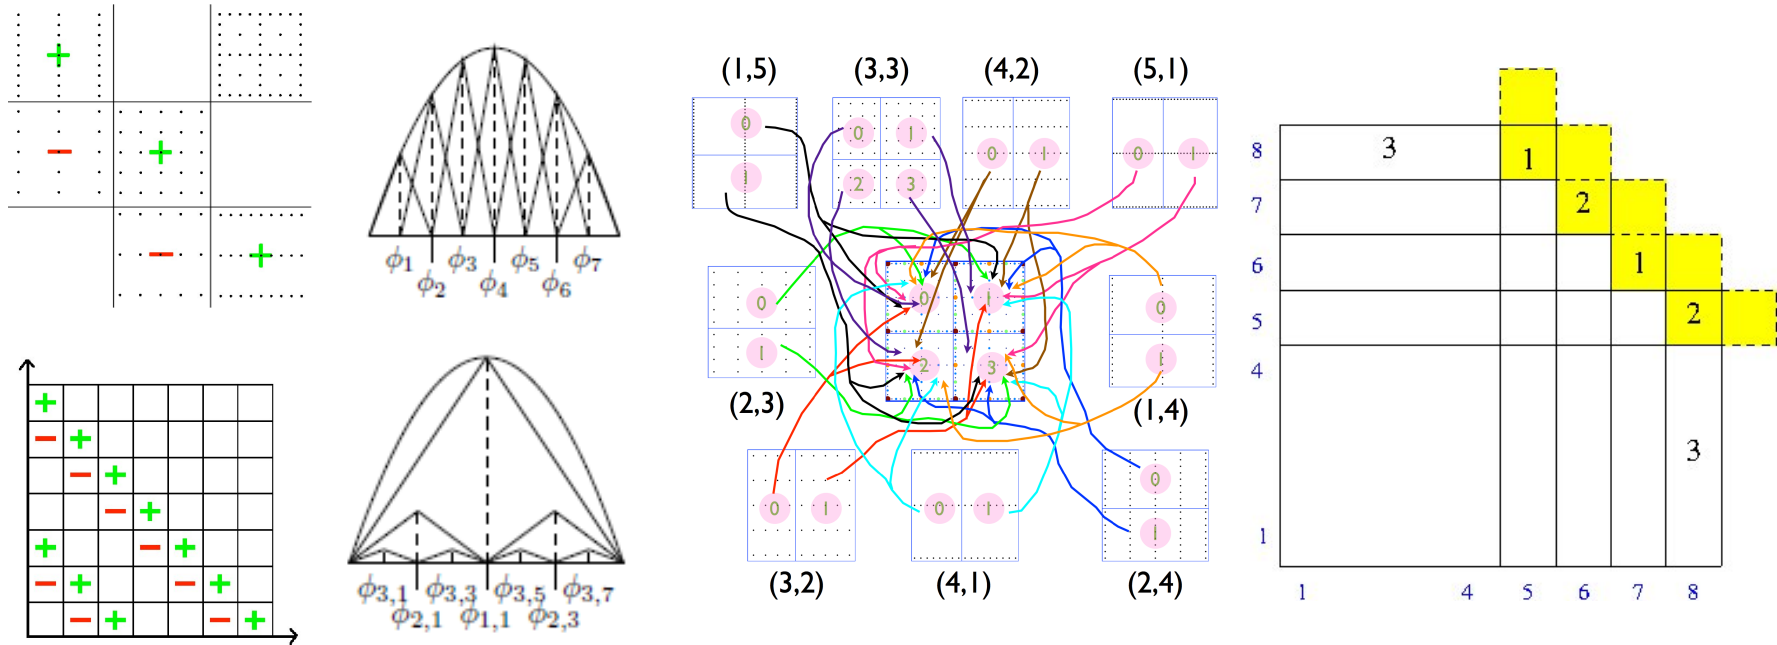 +
− +
− +
ϕ1 ϕ3 ϕ5 ϕ7
ϕ2 ϕ4 ϕ6
+
− +
− +
− +
+ − +
− + − +
− + − +
ϕ3,1 ϕ3,3 ϕ3,5 ϕ3,7
ϕ2,1 ϕ1,1 ϕ2,3
(1,5) (3,3) (4,2) (5,1)
0 0 1 0 1 0 1
1 2 3
0 0 1 0
1 2 3 1
(2,3) (1,4)
0 1 0 1 0
1
(3,2) (4,1) (2,4)
8 3 1
7 2
6 1
5 2
4
3
1
1 4 5 6 7 8